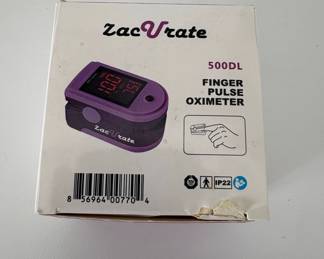 Zacurate
500DL
FINGER
PULSE
OXIMETER
Zacurate
8 56964 00770 4
IP22